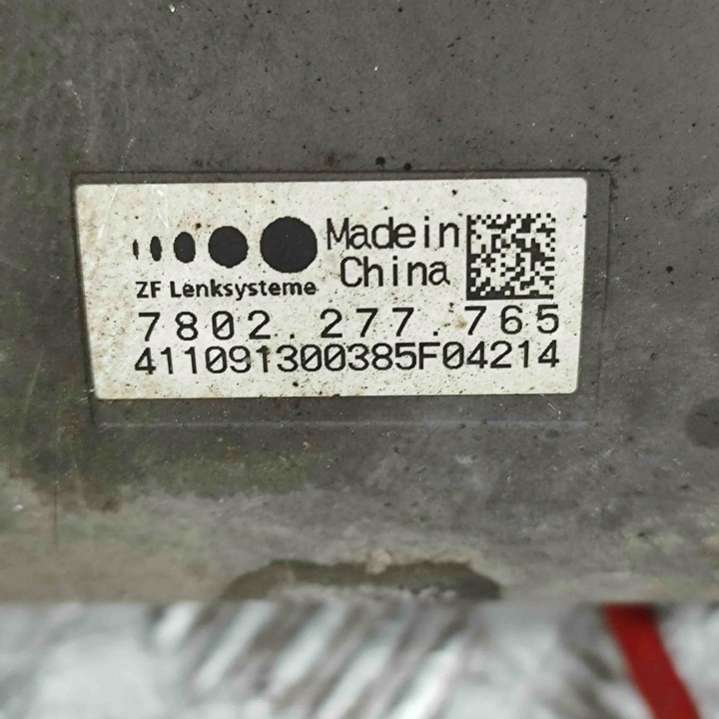 Made in
China
ZF Lenksysteme
7802.277.765
411091300385F04214